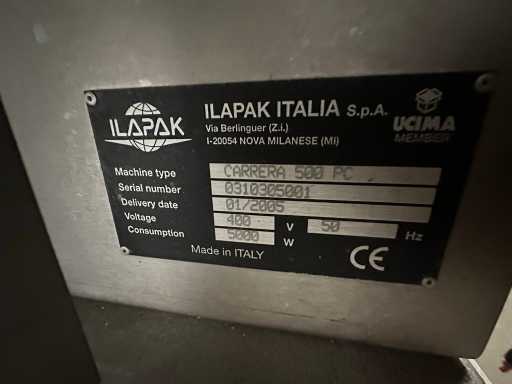 ILAPAK
ILAPAK ITALIA S.p.A.
Via Berlinguer (Z.i.)
I-20054 NOVA MILANESE (MI)
UCIMA
MEMBER
Machine type CARRERA 500 PC
Serial number 0310305001
Delivery date 01/2005
Voltage 400 V 50 Hz
Consumption 5000 W
Made in ITALY
CE